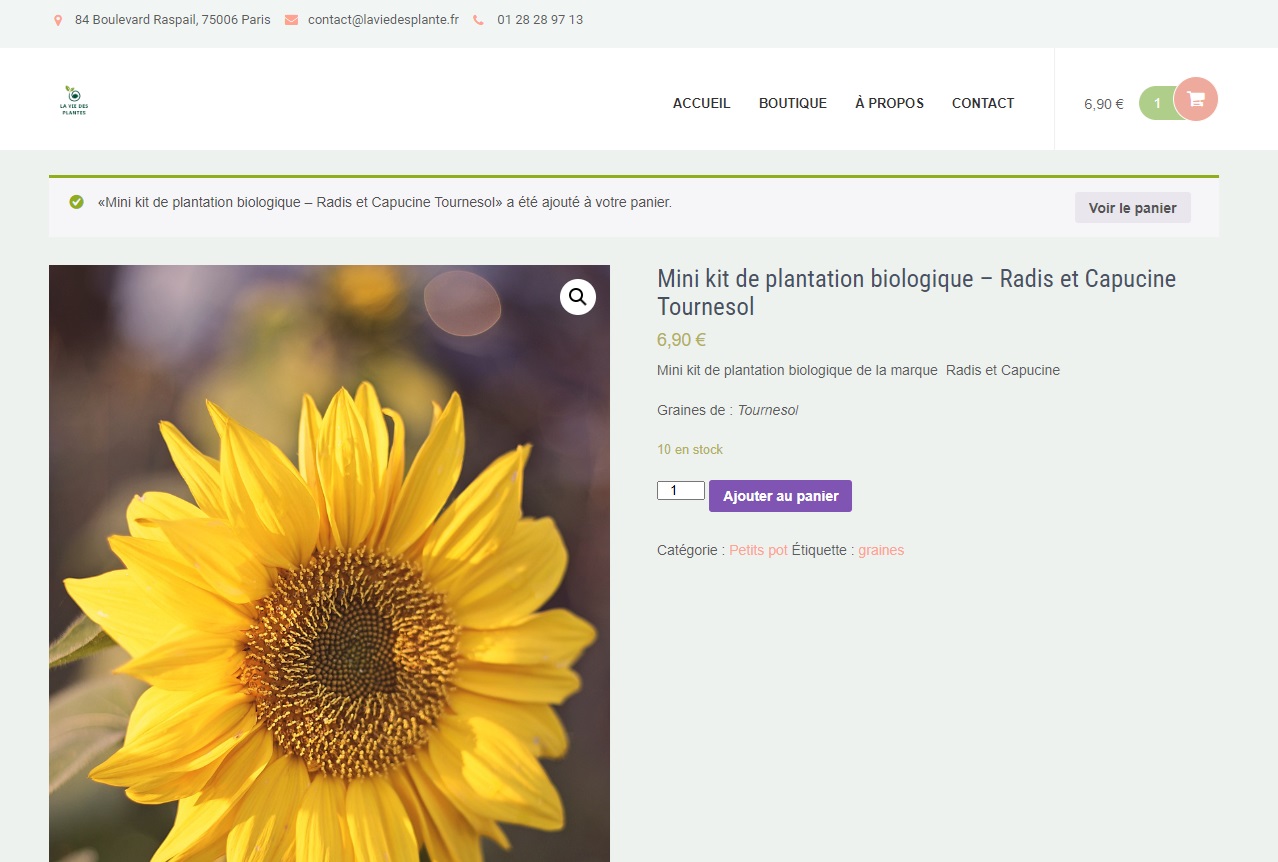 84 Boulevard Raspail, 75006 Paris contact@laviedesplante.fr 01 28 28 97 13
LA VIE DES
PLANTES
ACCUEIL BOUTIQUE À PROPOS CONTACT 6,90 € 1
«Mini kit de plantation biologique – Radis et Capucine Tournesol» a été ajouté à votre panier. Voir le panier
Mini kit de plantation biologique – Radis et Capucine
Tournesol
6,90 €
Mini kit de plantation biologique de la marque Radis et Capucine
Graines de : Tournesol
10 en stock
1 Ajouter au panier
Catégorie : Petits pot Étiquette : graines